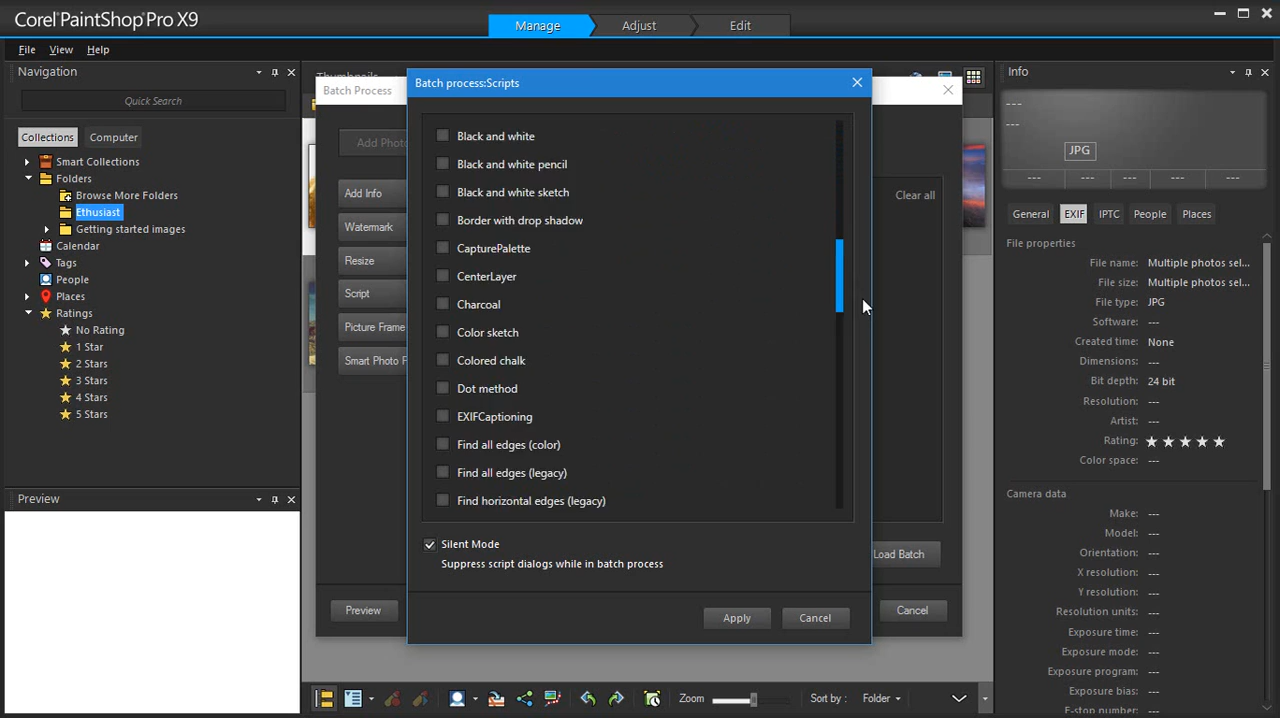 Corel PaintShop Pro X9
Manage
Adjust
Edit
File
View
Help
Navigation
Quick Search
Collections
Computer
Smart Collections
Folders
Browse More Folders
Ethusiast
Getting started images
Calendar
Tags
People
Places
Ratings
No Rating
1 Star
2 Stars
3 Stars
4 Stars
5 Stars
Preview
Thumbnails
Batch Process
Add Info
Watermark
Resize
Script
Picture Frame
Smart Photo
Clear all
Load Batch
Preview
Cancel
Batch process:Scripts
Black and white
Black and white pencil
Black and white sketch
Border with drop shadow
CapturePalette
CenterLayer
Charcoal
Color sketch
Colored chalk
Dot method
EXIFCaptioning
Find all edges (color)
Find all edges (legacy)
Find horizontal edges (legacy)
Silent Mode
Suppress script dialogs while in batch process
Apply
Cancel
Zoom
Sort by :
Folder
Info
---
---
JPG
--- --- --- --- ---
General
EXIF
IPTC
People
Places
File properties
File name: Multiple photos sel...
File size: Multiple photos sel...
File type: JPG
Software: ---
Created time: None
Dimensions: ---
Bit depth: 24 bit
Resolution: ---
Artist: ---
Rating:
Color space: ---
Camera data
Make: ---
Model: ---
Orientation: ---
X resolution: ---
Y resolution: ---
Resolution units: ---
Exposure time: ---
Exposure mode: ---
Exposure program: ---
Exposure bias: ---
F-stop number: ---